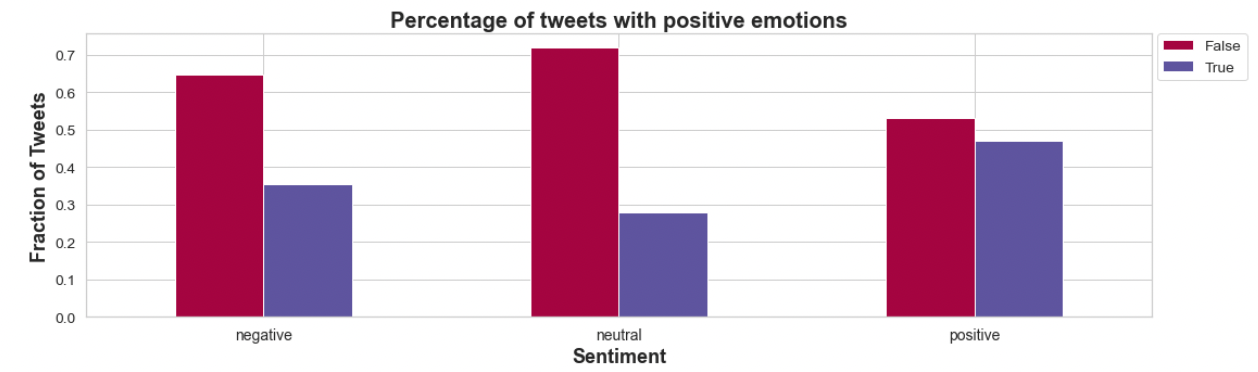 Percentage of tweets with positive emotions
False
True
Fraction of Tweets
0.7
0.6
0.5
0.4
0.3
0.2
0.1
0.0
negative neutral positive
Sentiment